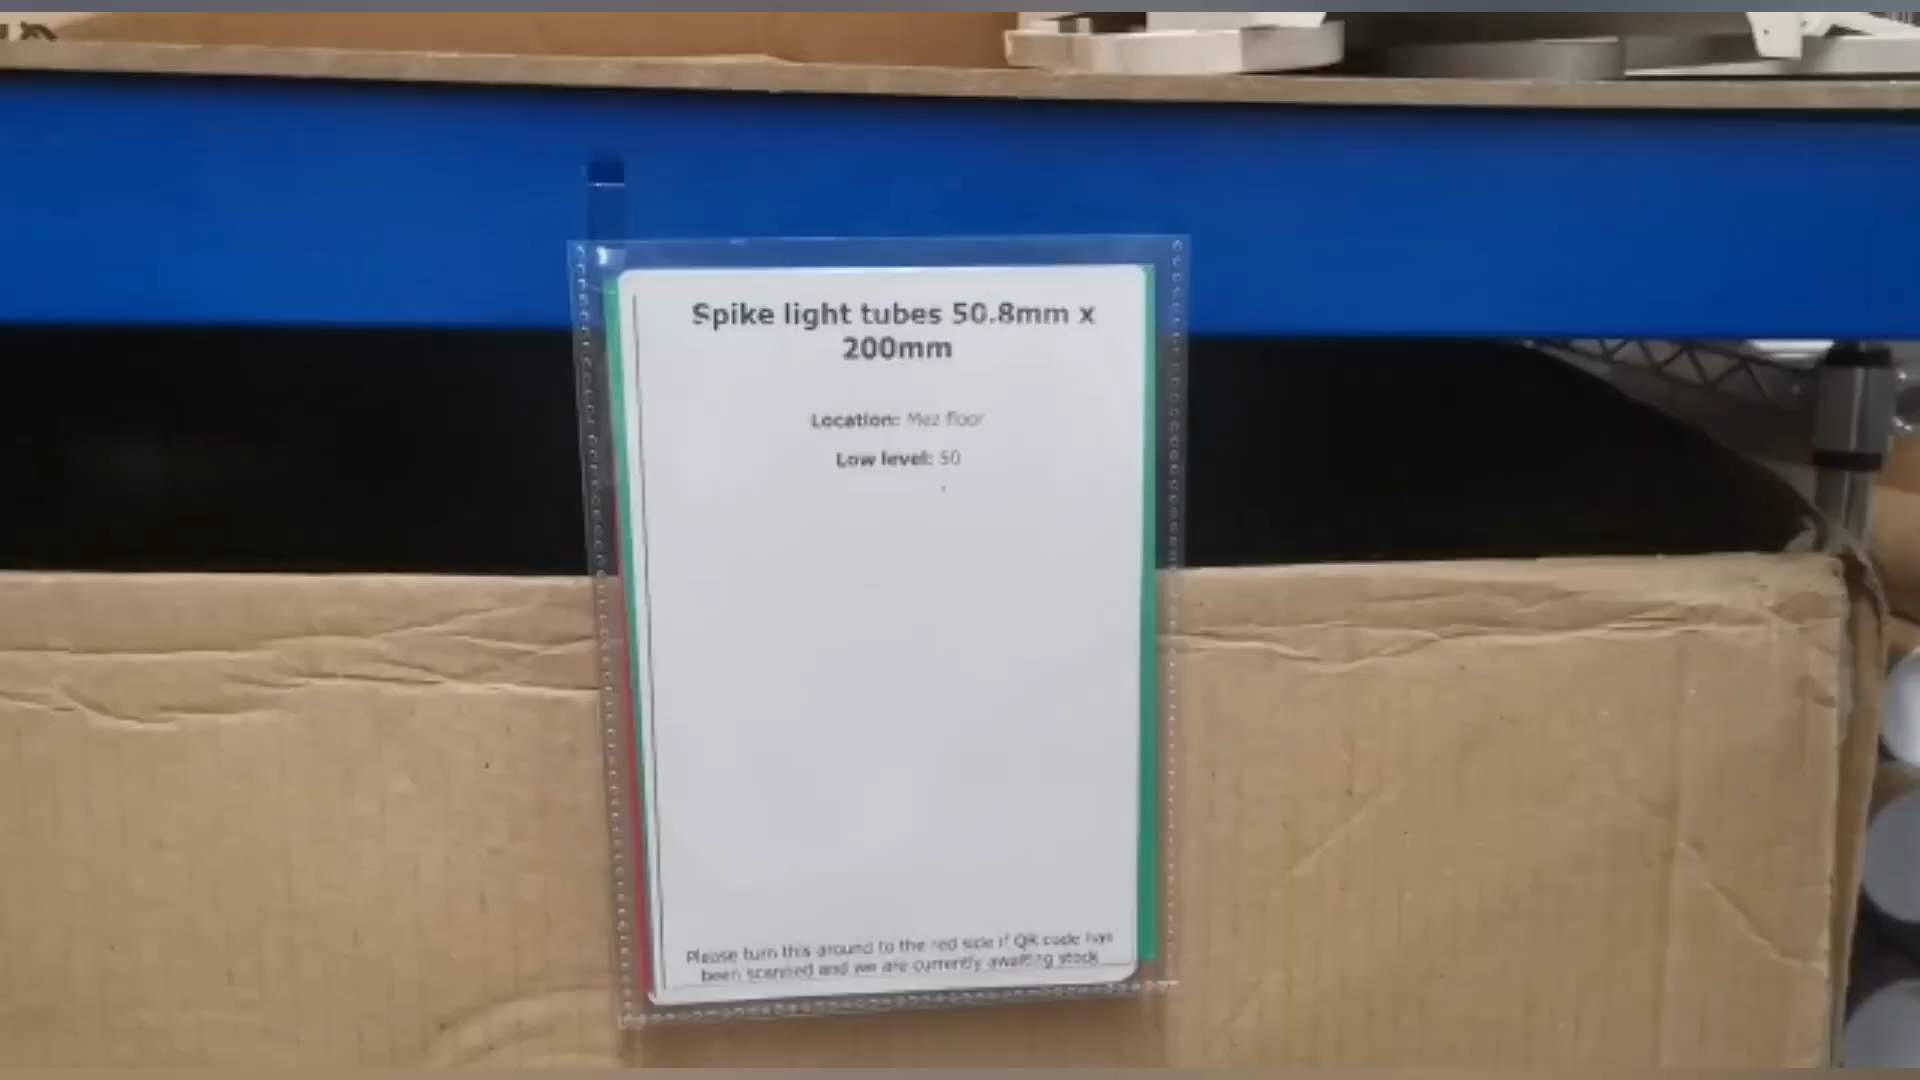 Spike light tubes 50.8mm x
200mm
Location: Mez floor
Low level: 50
Please turn this around to the red side if QR code has
been scanned and we are currently awaiting stock